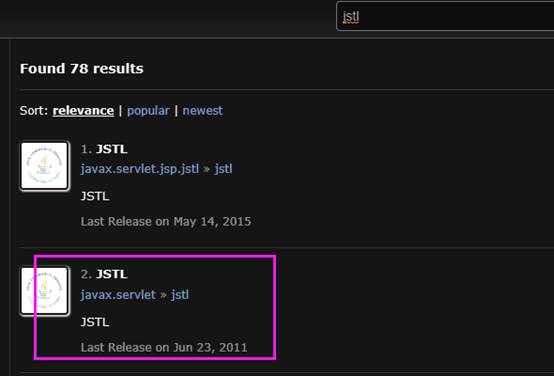 jstl
Found 78 results
Sort: relevance | popular | newest
1. JSTL
javax.servlet.jsp.jstl » jstl
JSTL
Last Release on May 14, 2015
2. JSTL
javax.servlet » jstl
JSTL
Last Release on Jun 23, 2011